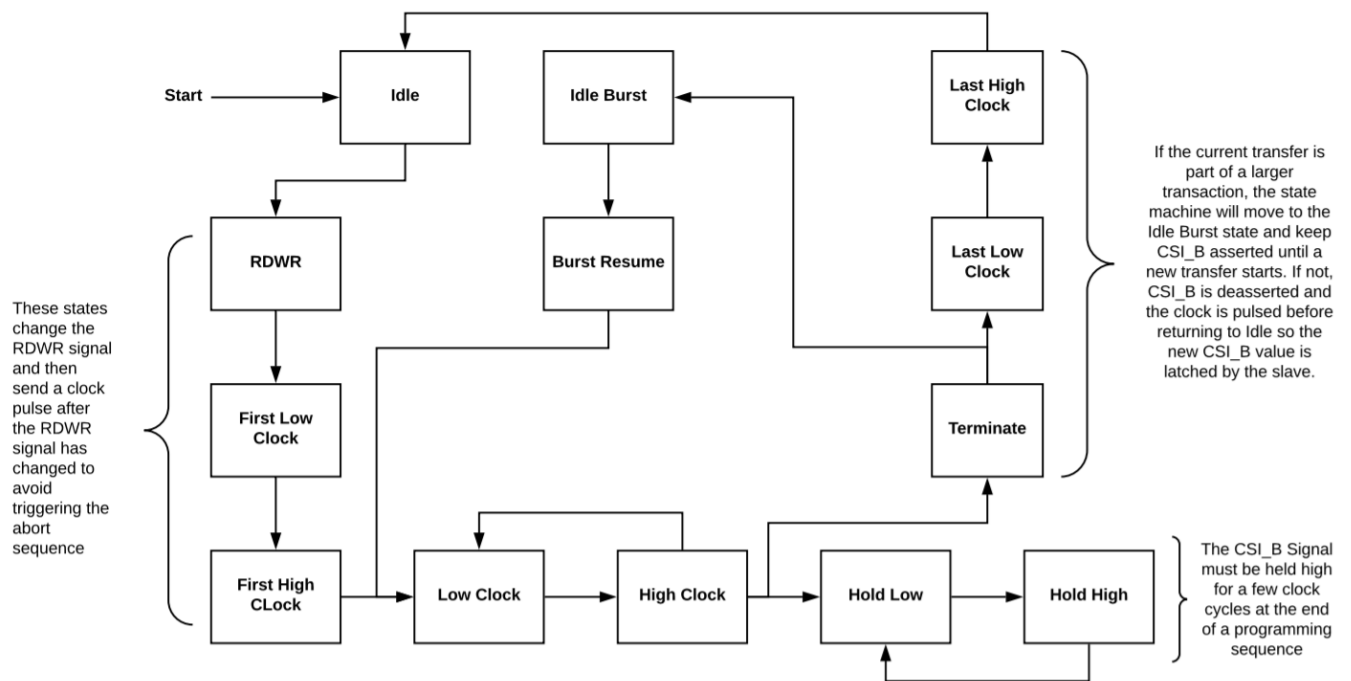 Start
Idle
Idle Burst
Last High
Clock
If the current transfer is
part of a larger
transaction, the state
machine will move to the
Idle Burst state and keep
CSI_B asserted until a
new transfer starts. If not,
CSI_B is deasserted and
the clock is pulsed before
returning to Idle so the
new CSI_B value is
latched by the slave.
RDWR
Burst Resume
Last Low
Clock
These states
change the
RDWR signal
and then
send a clock
pulse after
the RDWR
signal has
changed to
avoid
triggering the
abort
sequence
First Low
Clock
Terminate
First High
CLock
Low Clock
High Clock
Hold Low
Hold High
The CSI_B Signal
must be held high
for a few clock
cycles at the end
of a programming
sequence